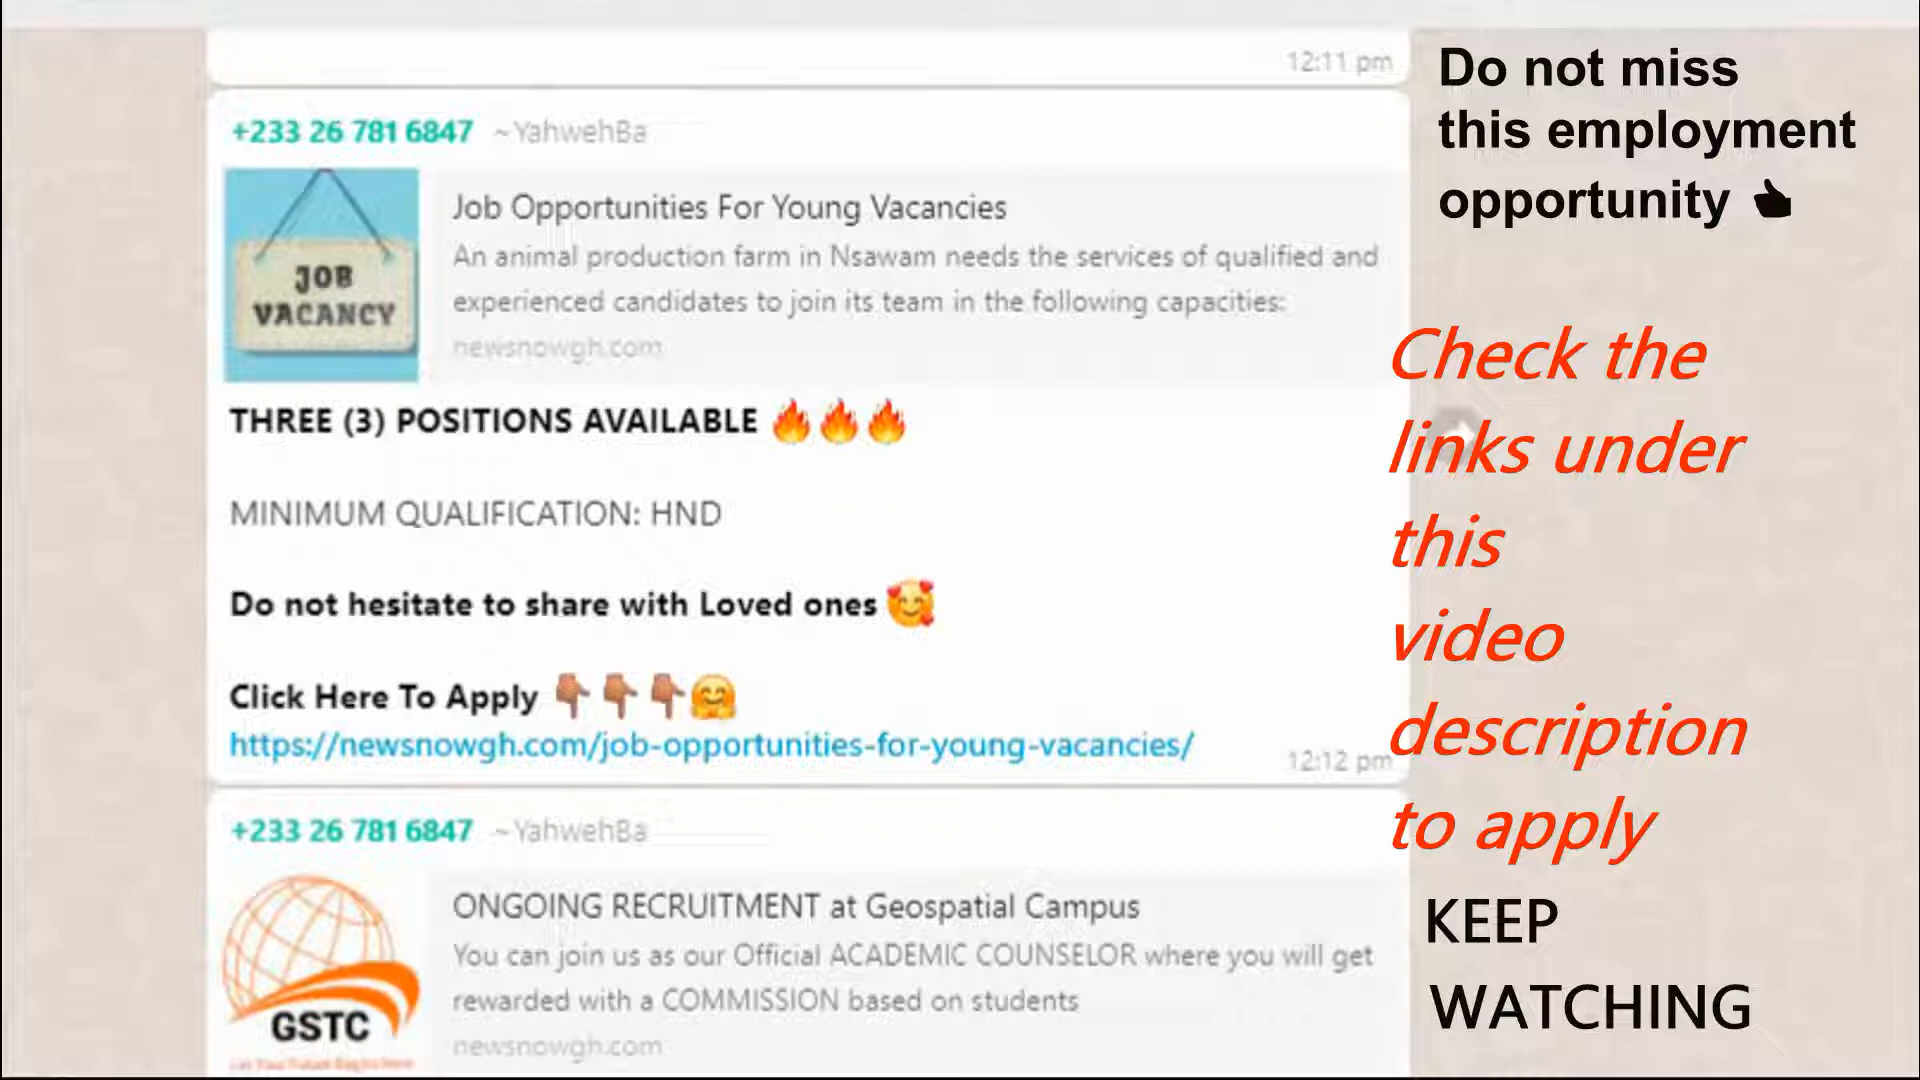 12:11 pm
+233 26 781 6847 ~YahwehBa
JOB
VACANCY
Job Opportunities For Young Vacancies
An animal production farm in Nsawam needs the services of qualified and
experienced candidates to join its team in the following capacities:
newsnowgh.com
THREE (3) POSITIONS AVAILABLE 🔥🔥🔥
MINIMUM QUALIFICATION: HND
Do not hesitate to share with Loved ones 🥰
Click Here To Apply 👇🏾👇🏾👇🏾🤗
https://newsnowgh.com/job-opportunities-for-young-vacancies/
12:12 pm
+233 26 781 6847 ~YahwehBa
GSTC
ONGOING RECRUITMENT at Geospatial Campus
You can join us as our Official ACADEMIC COUNSELOR where you will get
rewarded with a COMMISSION based on students
newsnowgh.com
Do not miss
this employment
opportunity 👍
Check the
links under
this
video
description
to apply
KEEP
WATCHING